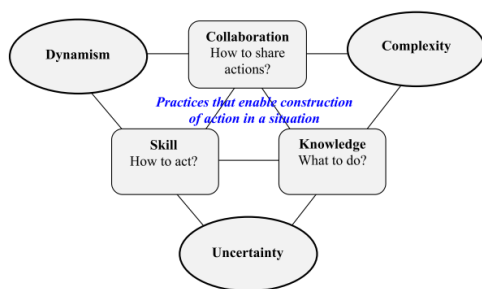 Collaboration
How to share
actions?
Dynamism
Complexity
Practices that enable construction
of action in a situation
Skill
How to act?
Knowledge
What to do?
Uncertainty